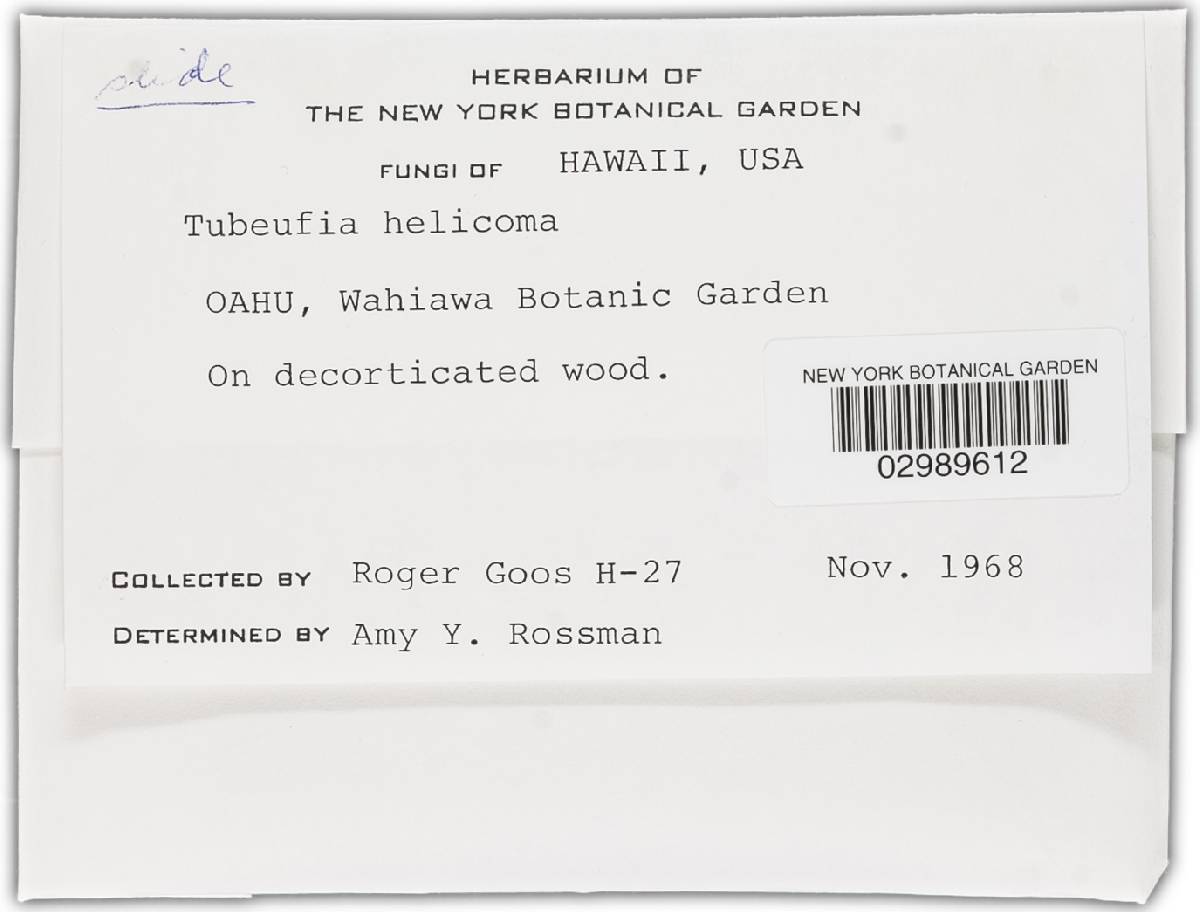 slide
HERBARIUM OF
THE NEW YORK BOTANICAL GARDEN
FUNGI OF HAWAII, USA
Tubeufia helicoma
OAHU, Wahiawa Botanic Garden
On decorticated wood.
NEW YORK BOTANICAL GARDEN
02989612
COLLECTED BY Roger Goos H-27 Nov. 1968
DETERMINED BY Amy Y. Rossman